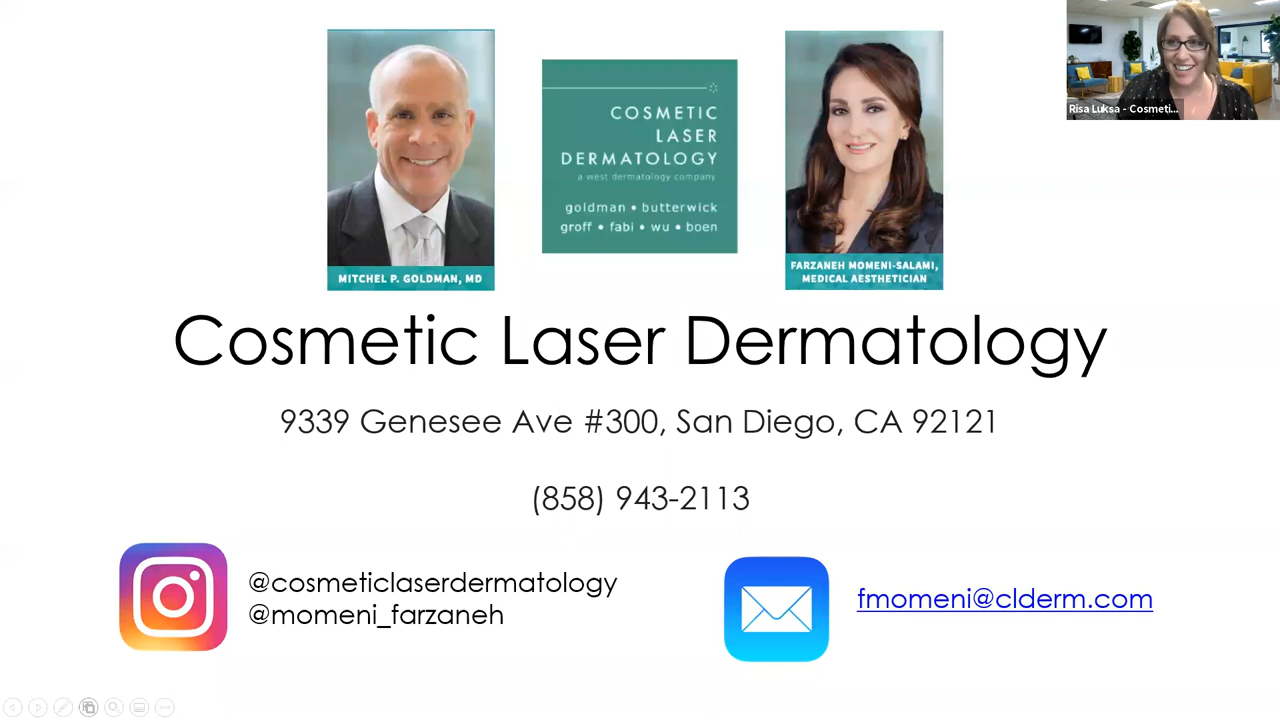 COSMETIC
LASER
DERMATOLOGY
a west dermatology company
goldman • butterwick
groff • fabi • wu • boen
MITCHEL P. GOLDMAN, MD
FARZANEH MOMENI-SALAMI,
MEDICAL AESTHETICIAN
Risa Luksa - Cosmeti...
Cosmetic Laser Dermatology
9339 Genesee Ave #300, San Diego, CA 92121
(858) 943-2113
@cosmeticlaserdermatology
@momeni_farzaneh
fmomeni@clderm.com